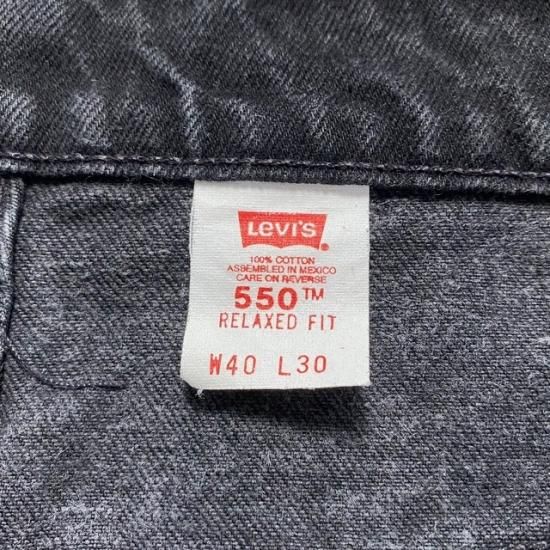 Levi's ®
100% COTTON
ASSEMBLED IN MEXICO
CARE ON REVERSE
550™
RELAXED FIT
W40 L30